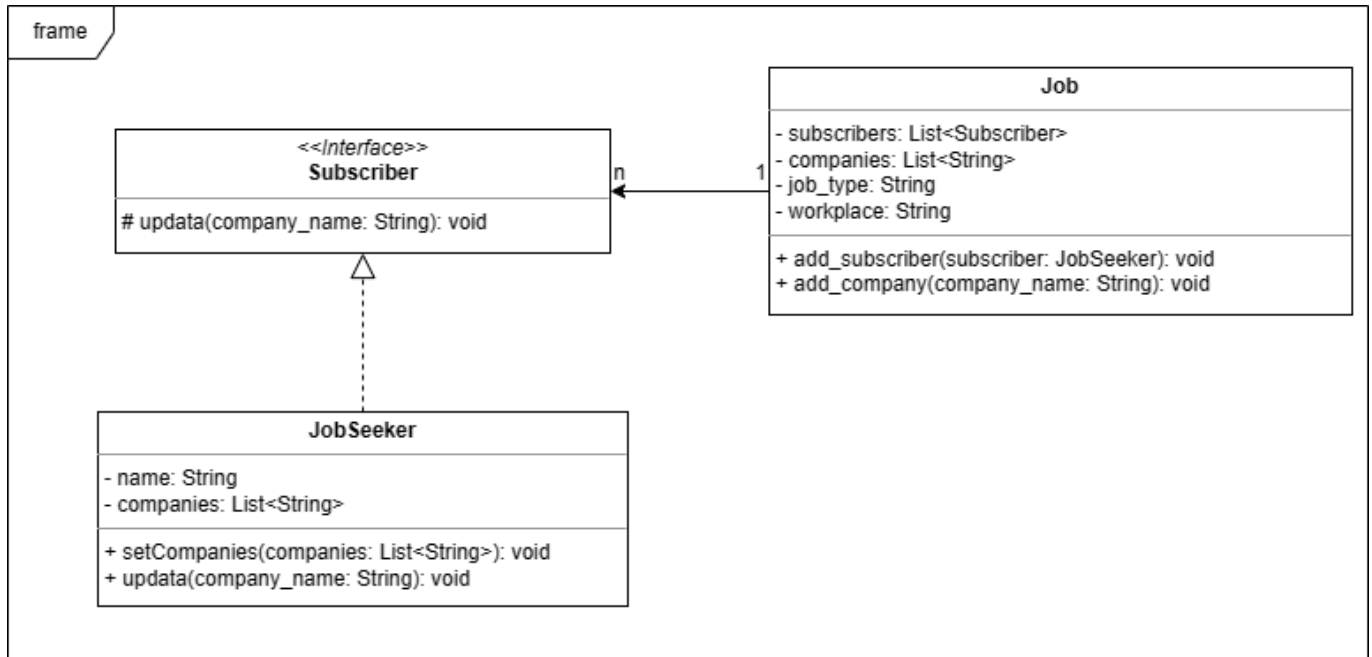 frame
<<Interface>>
Subscriber
# updata(company_name: String): void
n
1
Job
- subscribers: List<Subscriber>
- companies: List<String>
- job_type: String
- workplace: String
+ add_subscriber(subscriber: JobSeeker): void
+ add_company(company_name: String): void
JobSeeker
- name: String
- companies: List<String>
+ setCompanies(companies: List<String>): void
+ updata(company_name: String): void